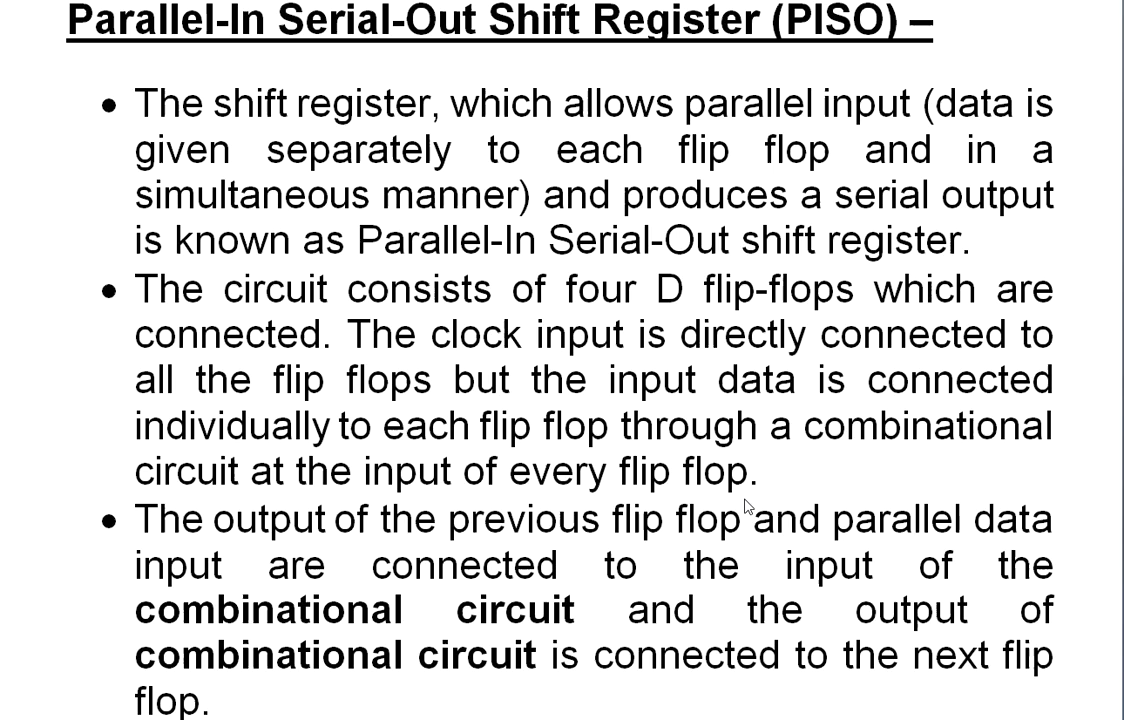 Parallel-In Serial-Out Shift Register (PISO) –
• The shift register, which allows parallel input (data is
given separately to each flip flop and in a
simultaneous manner) and produces a serial output
is known as Parallel-In Serial-Out shift register.
• The circuit consists of four D flip-flops which are
connected. The clock input is directly connected to
all the flip flops but the input data is connected
individually to each flip flop through a combinational
circuit at the input of every flip flop.
• The output of the previous flip flop and parallel data
input are connected to the input of the
combinational circuit and the output of
combinational circuit is connected to the next flip
flop.